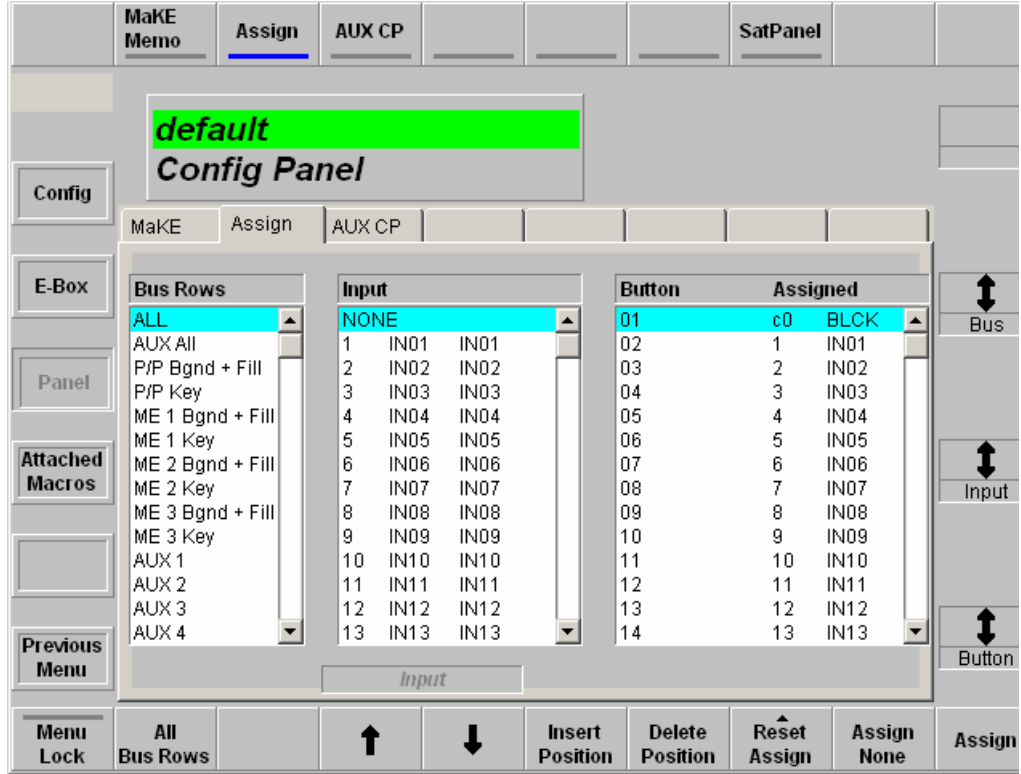 MaKE Memo Assign AUX CP SatPanel
default
Config Panel
Config
E-Box
Panel
Attached Macros
Previous Menu
MaKE Assign AUX CP
Bus Rows
ALL
AUX All
P/P Bgnd + Fill
P/P Key
ME 1 Bgnd + Fill
ME 1 Key
ME 2 Bgnd + Fill
ME 2 Key
ME 3 Bgnd + Fill
ME 3 Key
AUX 1
AUX 2
AUX 3
AUX 4
Input
NONE
1 IN01 IN01
2 IN02 IN02
3 IN03 IN03
4 IN04 IN04
5 IN05 IN05
6 IN06 IN06
7 IN07 IN07
8 IN08 IN08
9 IN09 IN09
10 IN10 IN10
11 IN11 IN11
12 IN12 IN12
13 IN13 IN13
Button Assigned
01 c0 BLCK
02 1 IN01
03 2 IN02
04 3 IN03
05 4 IN04
06 5 IN05
07 6 IN06
08 7 IN07
09 8 IN08
10 9 IN09
11 10 IN10
12 11 IN11
13 12 IN12
14 13 IN13
Input
Bus
Input
Button
Menu Lock
All Bus Rows
Insert Position
Delete Position
Reset Assign
Assign None
Assign